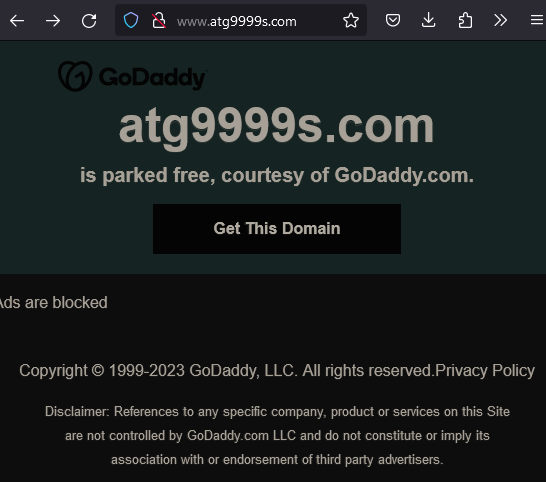 www.atg9999s.com
GoDaddy
atg9999s.com
is parked free, courtesy of GoDaddy.com.
Get This Domain
Ads are blocked
Copyright © 1999-2023 GoDaddy, LLC. All rights reserved.Privacy Policy
Disclaimer: References to any specific company, product or services on this Site
are not controlled by GoDaddy.com LLC and do not constitute or imply its
association with or endorsement of third party advertisers.